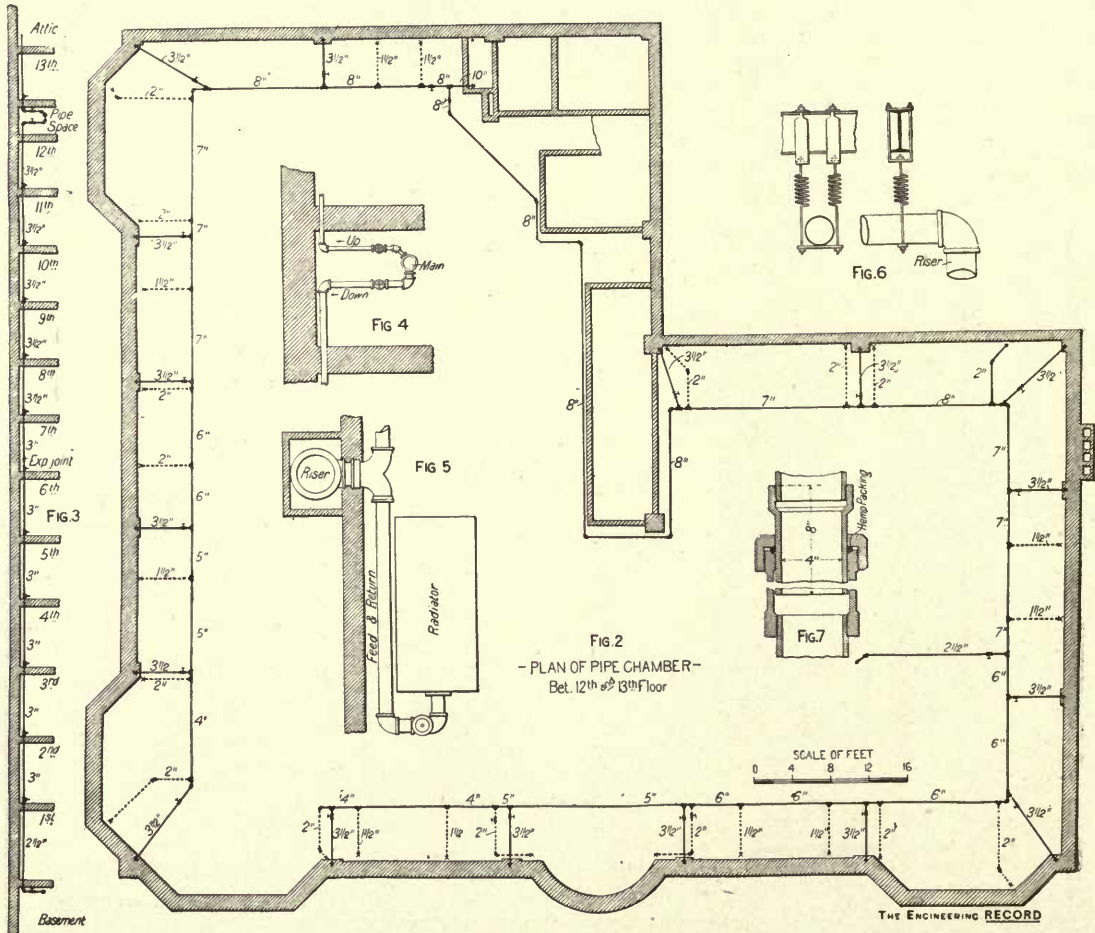 Attic
13th
Pipe
Space
12th
3½"
11th
3½"
10th
3½"
9th
3½"
8th
3½"
7th
3"
Exp joint
6th
3"
FIG.3
5th
3"
4th
3"
3rd
3"
2nd
3"
1st
2½"
Basement
3½"
8"
3½"
8"
1½"
1½"
8"
10"
8"
2"
7"
2"
3½"
7"
1½"
7"
3½"
2"
6"
2"
6"
3½"
5"
1½"
5"
3½
2"
4"
2"
3½"
8"
8"
8"
Up
Main
Down
FIG 4
FIG 5
Riser
Feed & Return
Radiator
FIG.6
Riser
3½"
2"
7"
2"
3½"
2"
8"
2"
3½
7"
3½"
7"
1½"
1½"
7"
2½"
6"
3½"
6"
Hemp Packing
8"
4"
FIG.7
FIG.2
- PLAN OF PIPE CHAMBER -
Bet. 12th and 13th Floor
SCALE OF FEET
0 4 8 12 16
4"
4"
5"
5"
6"
6"
6"
2"
3½"
1½"
1½
2"
3½"
3½"
2"
1½"
1½"
3½"
2"
2"
3½"
THE ENGINEERING RECORD